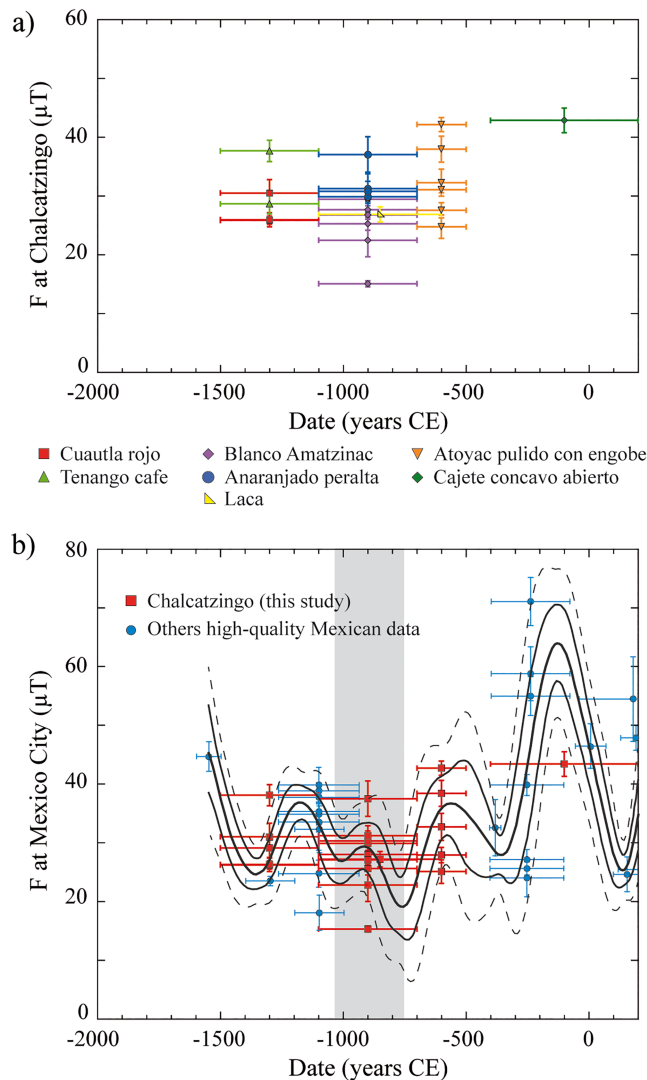 a)
60
40
20
0
F at Chalcatzingo (µT)
-2000 -1500 -1000 -500 0
Date (years CE)
Cuautla rojo Blanco Amatzinac Atoyac pulido con engobe
Tenango cafe Anaranjado peralta Cajete concavo abierto
Laca
b)
80
60
40
20
0
F at Mexico City (µT)
Chalcatzingo (this study)
Others high-quality Mexican data
-2000 -1500 -1000 -500 0
Date (years CE)